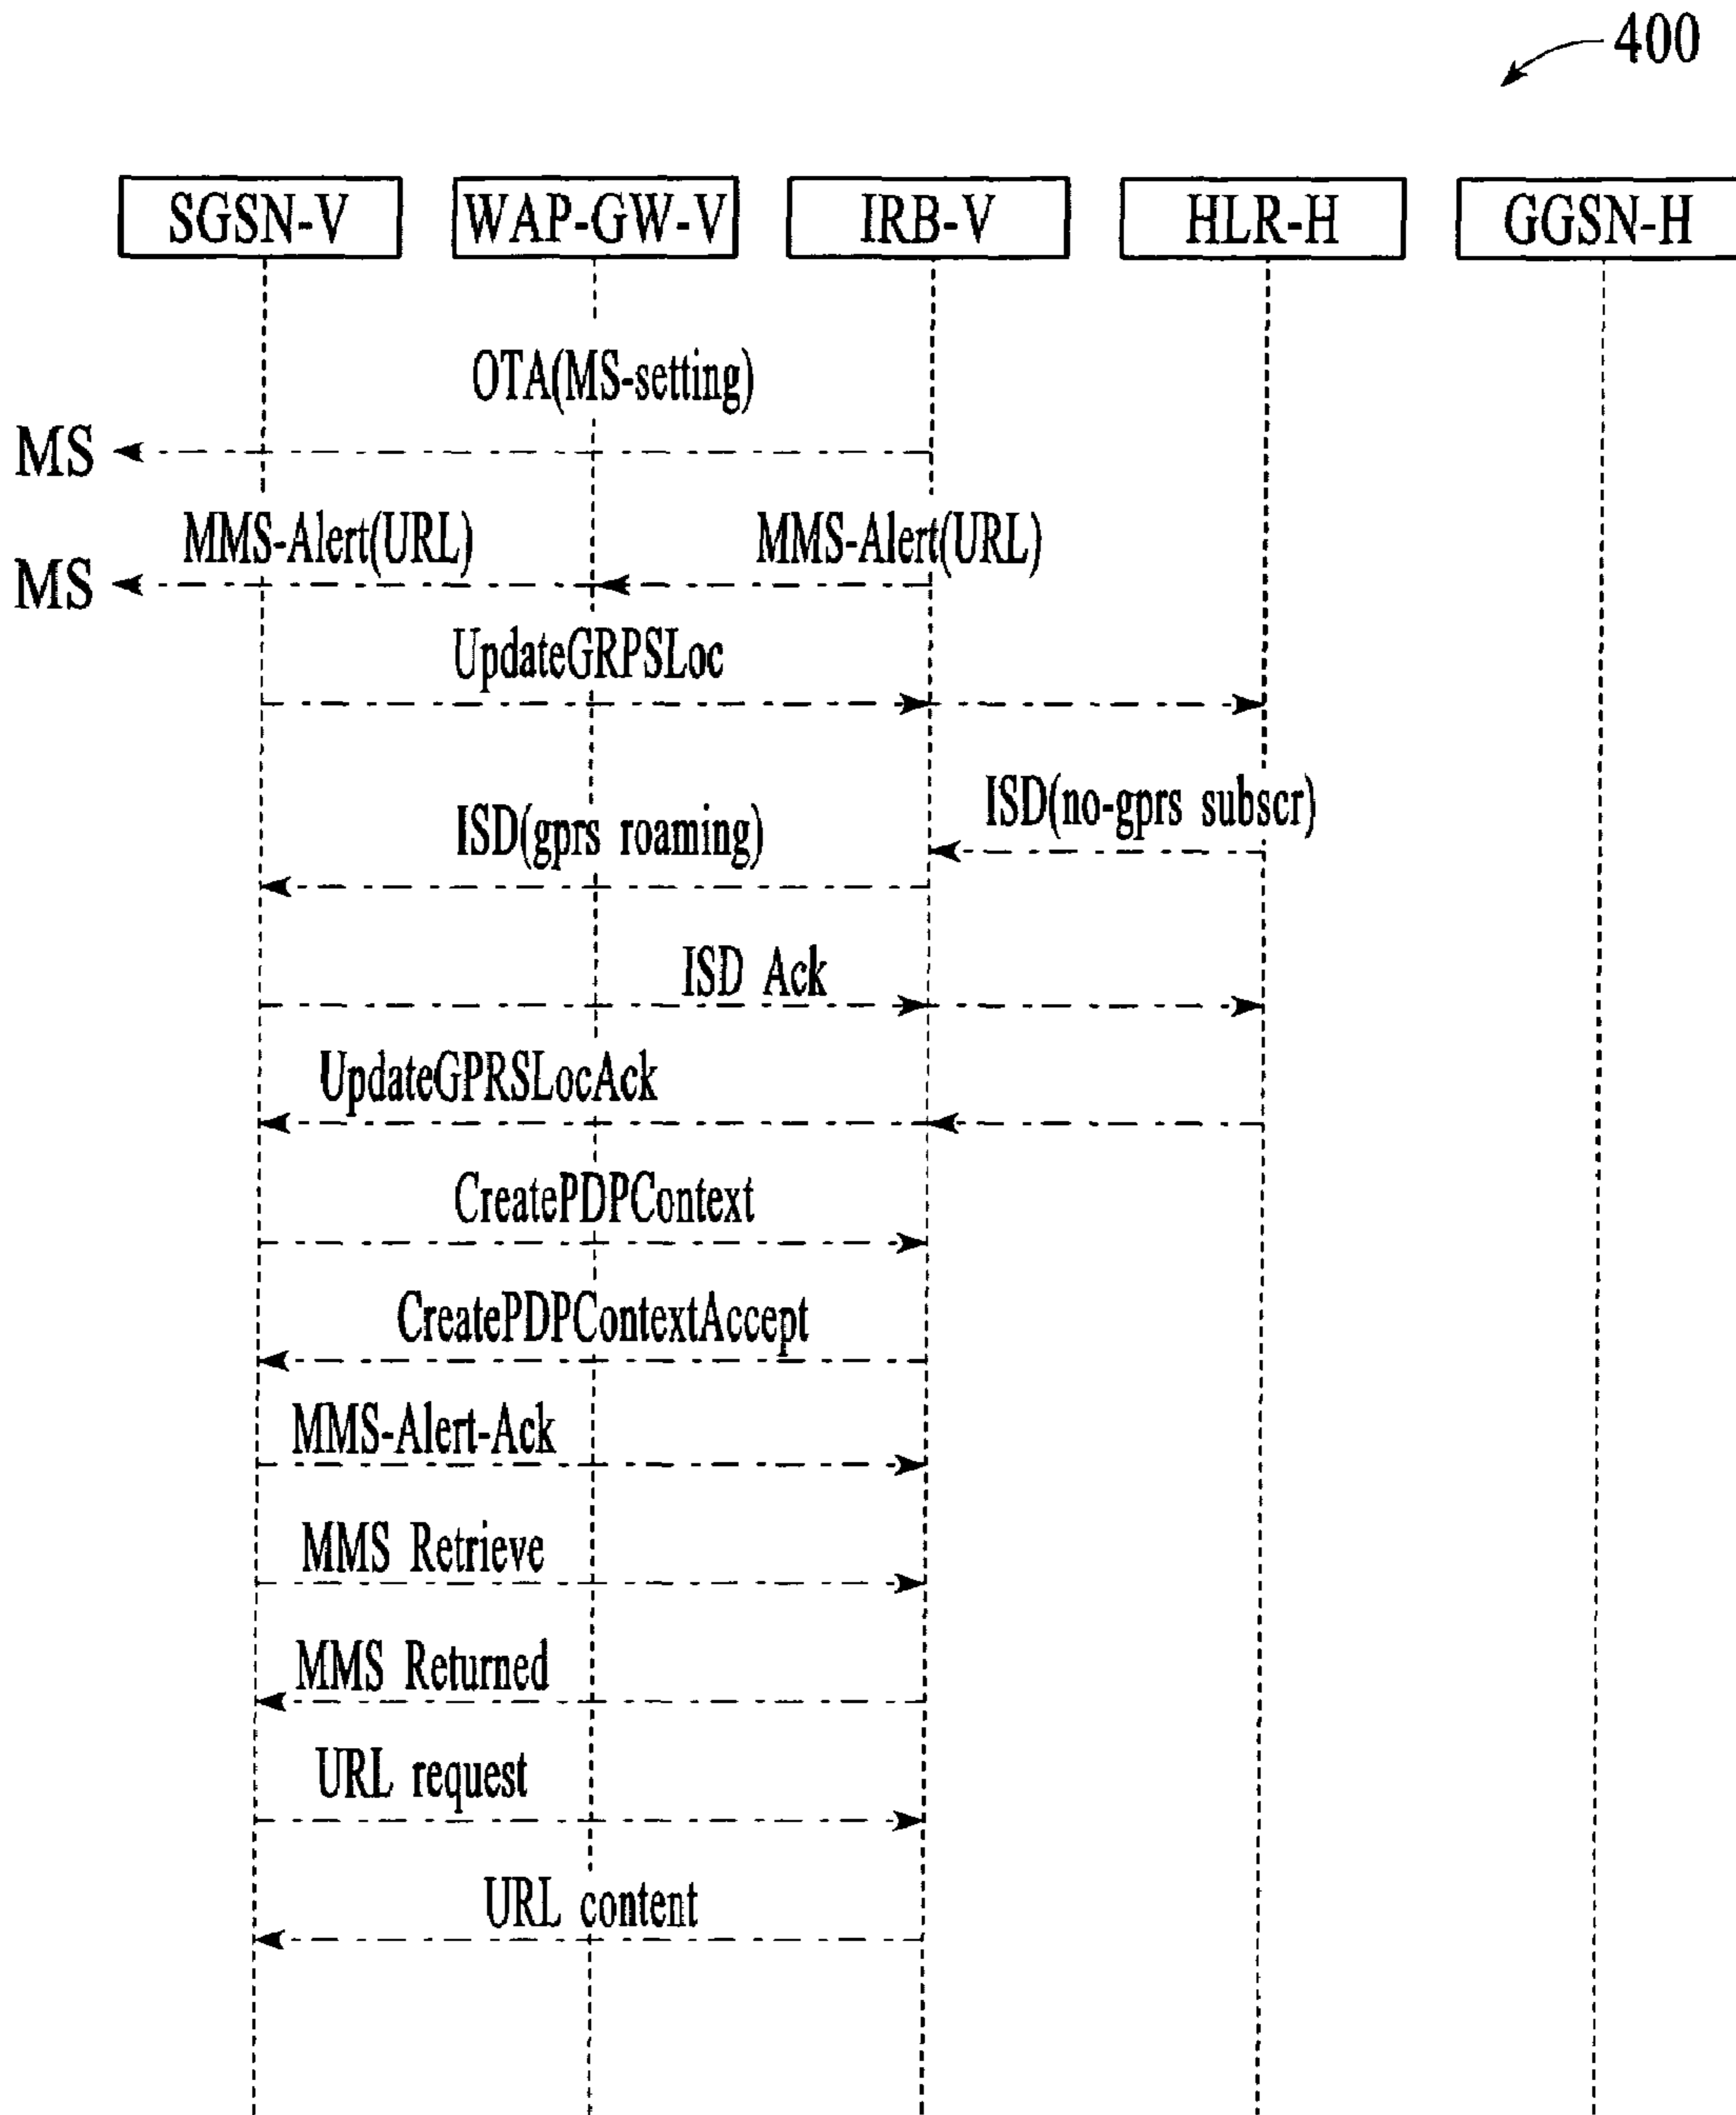 400
SGSN-V WAP-GW-V IRB-V HLR-H GGSN-H
OTA(MS-setting)
MS
MMS-Alert(URL) MMS-Alert(URL)
MS
UpdateGRPSLoc
ISD(no-gprs subscr)
ISD(gprs roaming)
ISD Ack
UpdateGPRSLocAck
CreatePDPContext
CreatePDPContextAccept
MMS-Alert-Ack
MMS Retrieve
MMS Returned
URL request
URL content